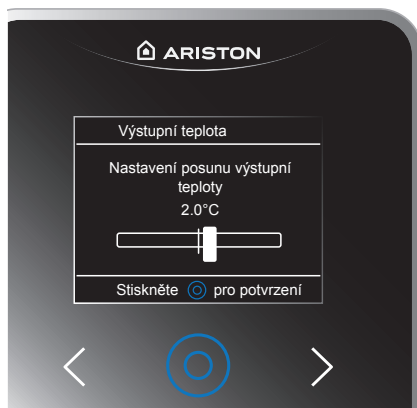 ARISTON
Výstupní teplota
Nastavení posunu výstupní
teploty
2.0°C
Stiskněte pro potvrzení